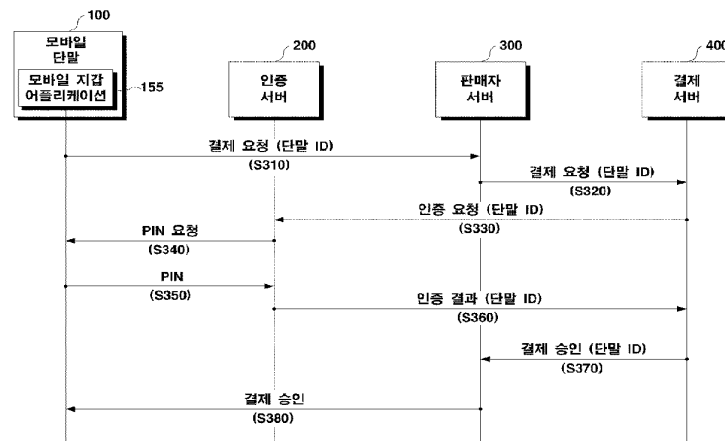 100
200
300
400
모바일
단말
모바일 지갑
어플리케이션
155
인증
서버
판매자
서버
결제
서버
결제 요청 (단말 ID)
(S310)
결제 요청 (단말 ID)
(S320)
인증 요청 (단말 ID)
(S330)
PIN 요청
(S340)
PIN
(S350)
인증 결과 (단말 ID)
(S360)
결제 승인 (단말 ID)
(S370)
결제 승인
(S380)